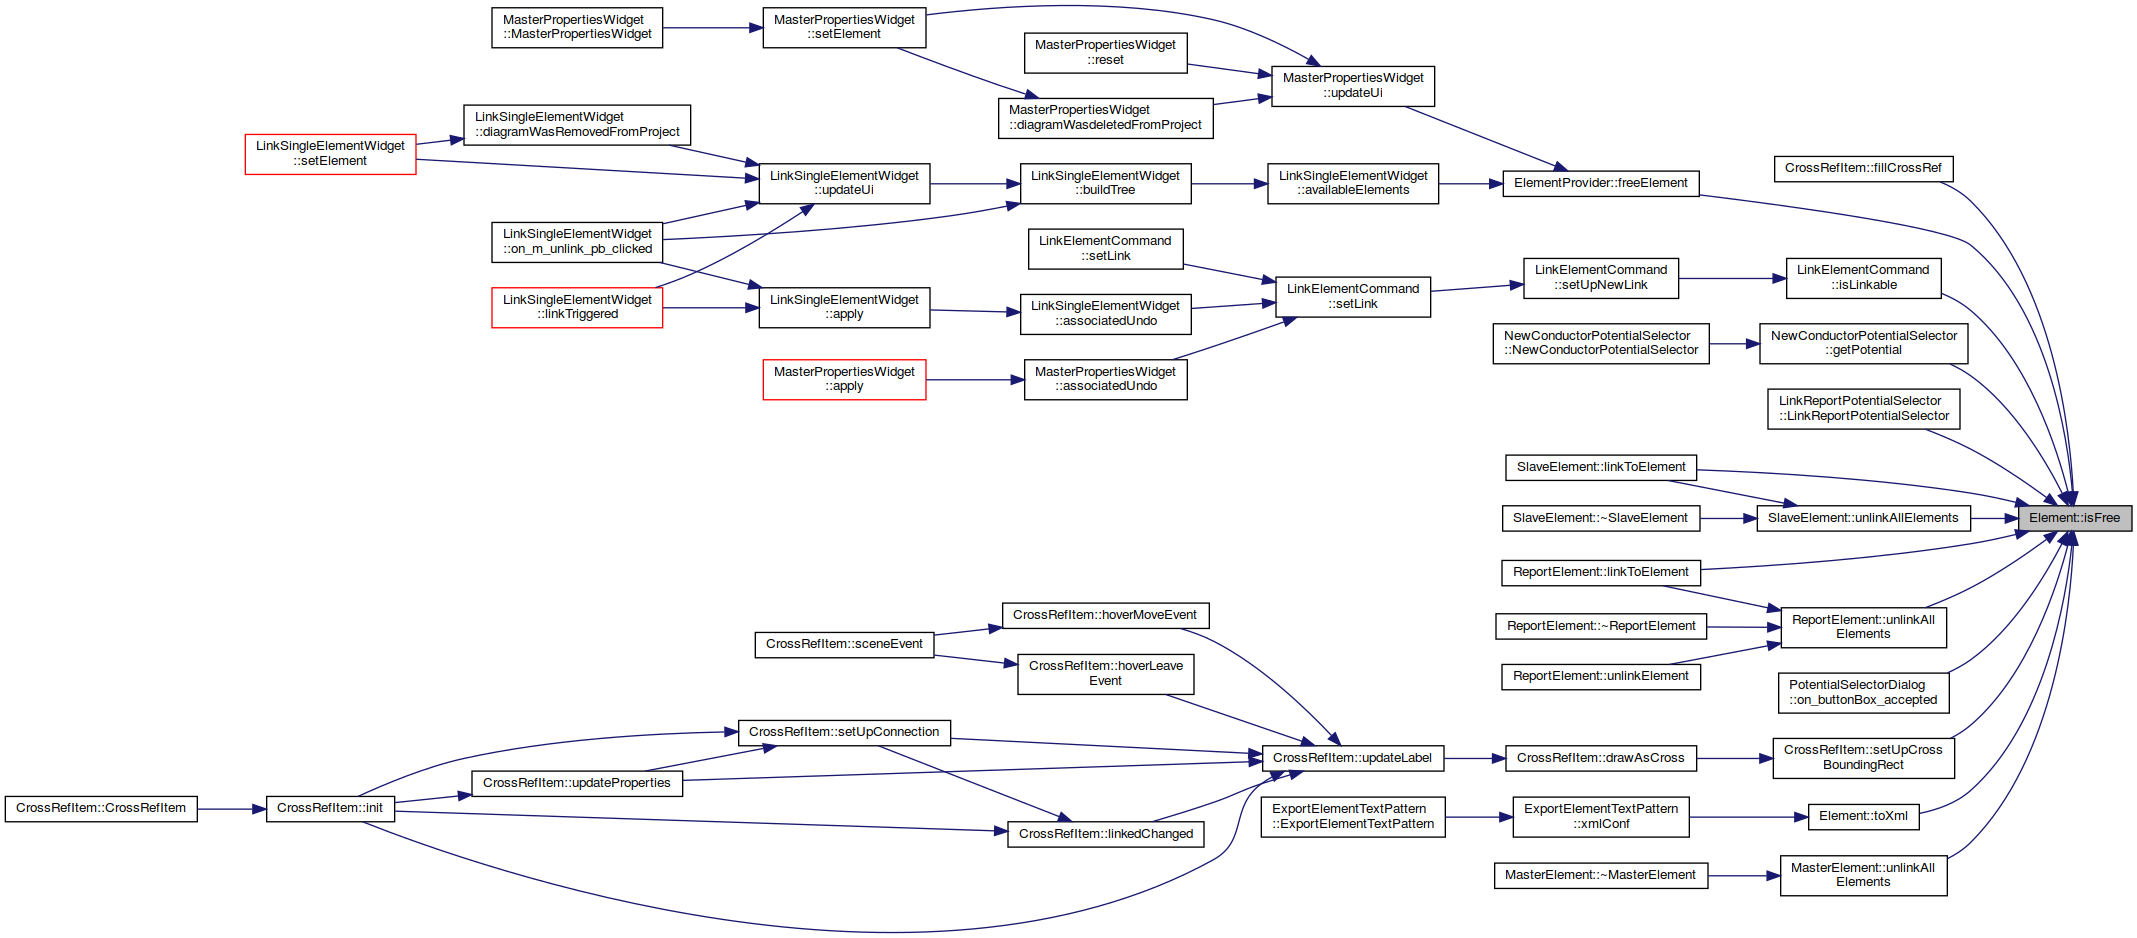 MasterPropertiesWidget
::MasterPropertiesWidget
MasterPropertiesWidget
::setElement
MasterPropertiesWidget
::reset
MasterPropertiesWidget
::updateUi
MasterPropertiesWidget
::diagramWasdeletedFromProject
LinkSingleElementWidget
::diagramWasRemovedFromProject
LinkSingleElementWidget
::setElement
LinkSingleElementWidget
::updateUi
LinkSingleElementWidget
::buildTree
LinkSingleElementWidget
::availableElements
ElementProvider::freeElement
CrossRefItem::fillCrossRef
LinkSingleElementWidget
::on_m_unlink_pb_clicked
LinkElementCommand
::setLink
LinkSingleElementWidget
::linkTriggered
LinkSingleElementWidget
::apply
LinkSingleElementWidget
::associatedUndo
LinkElementCommand
::setLink
LinkElementCommand
::setUpNewLink
LinkElementCommand
::isLinkable
NewConductorPotentialSelector
::NewConductorPotentialSelector
NewConductorPotentialSelector
::getPotential
MasterPropertiesWidget
::apply
MasterPropertiesWidget
::associatedUndo
LinkReportPotentialSelector
::LinkReportPotentialSelector
SlaveElement::linkToElement
SlaveElement::~SlaveElement
SlaveElement::unlinkAllElements
Element::isFree
ReportElement::linkToElement
ReportElement::~ReportElement
ReportElement::unlinkAll
Elements
ReportElement::unlinkElement
PotentialSelectorDialog
::on_buttonBox_accepted
CrossRefItem::hoverMoveEvent
CrossRefItem::sceneEvent
CrossRefItem::hoverLeave
Event
CrossRefItem::setUpConnection
CrossRefItem::updateLabel
CrossRefItem::drawAsCross
CrossRefItem::setUpCross
BoundingRect
CrossRefItem::updateProperties
CrossRefItem::CrossRefItem
CrossRefItem::init
CrossRefItem::linkedChanged
ExportElementTextPattern
::ExportElementTextPattern
ExportElementTextPattern
::xmlConf
Element::toXml
MasterElement::~MasterElement
MasterElement::unlinkAll
Elements